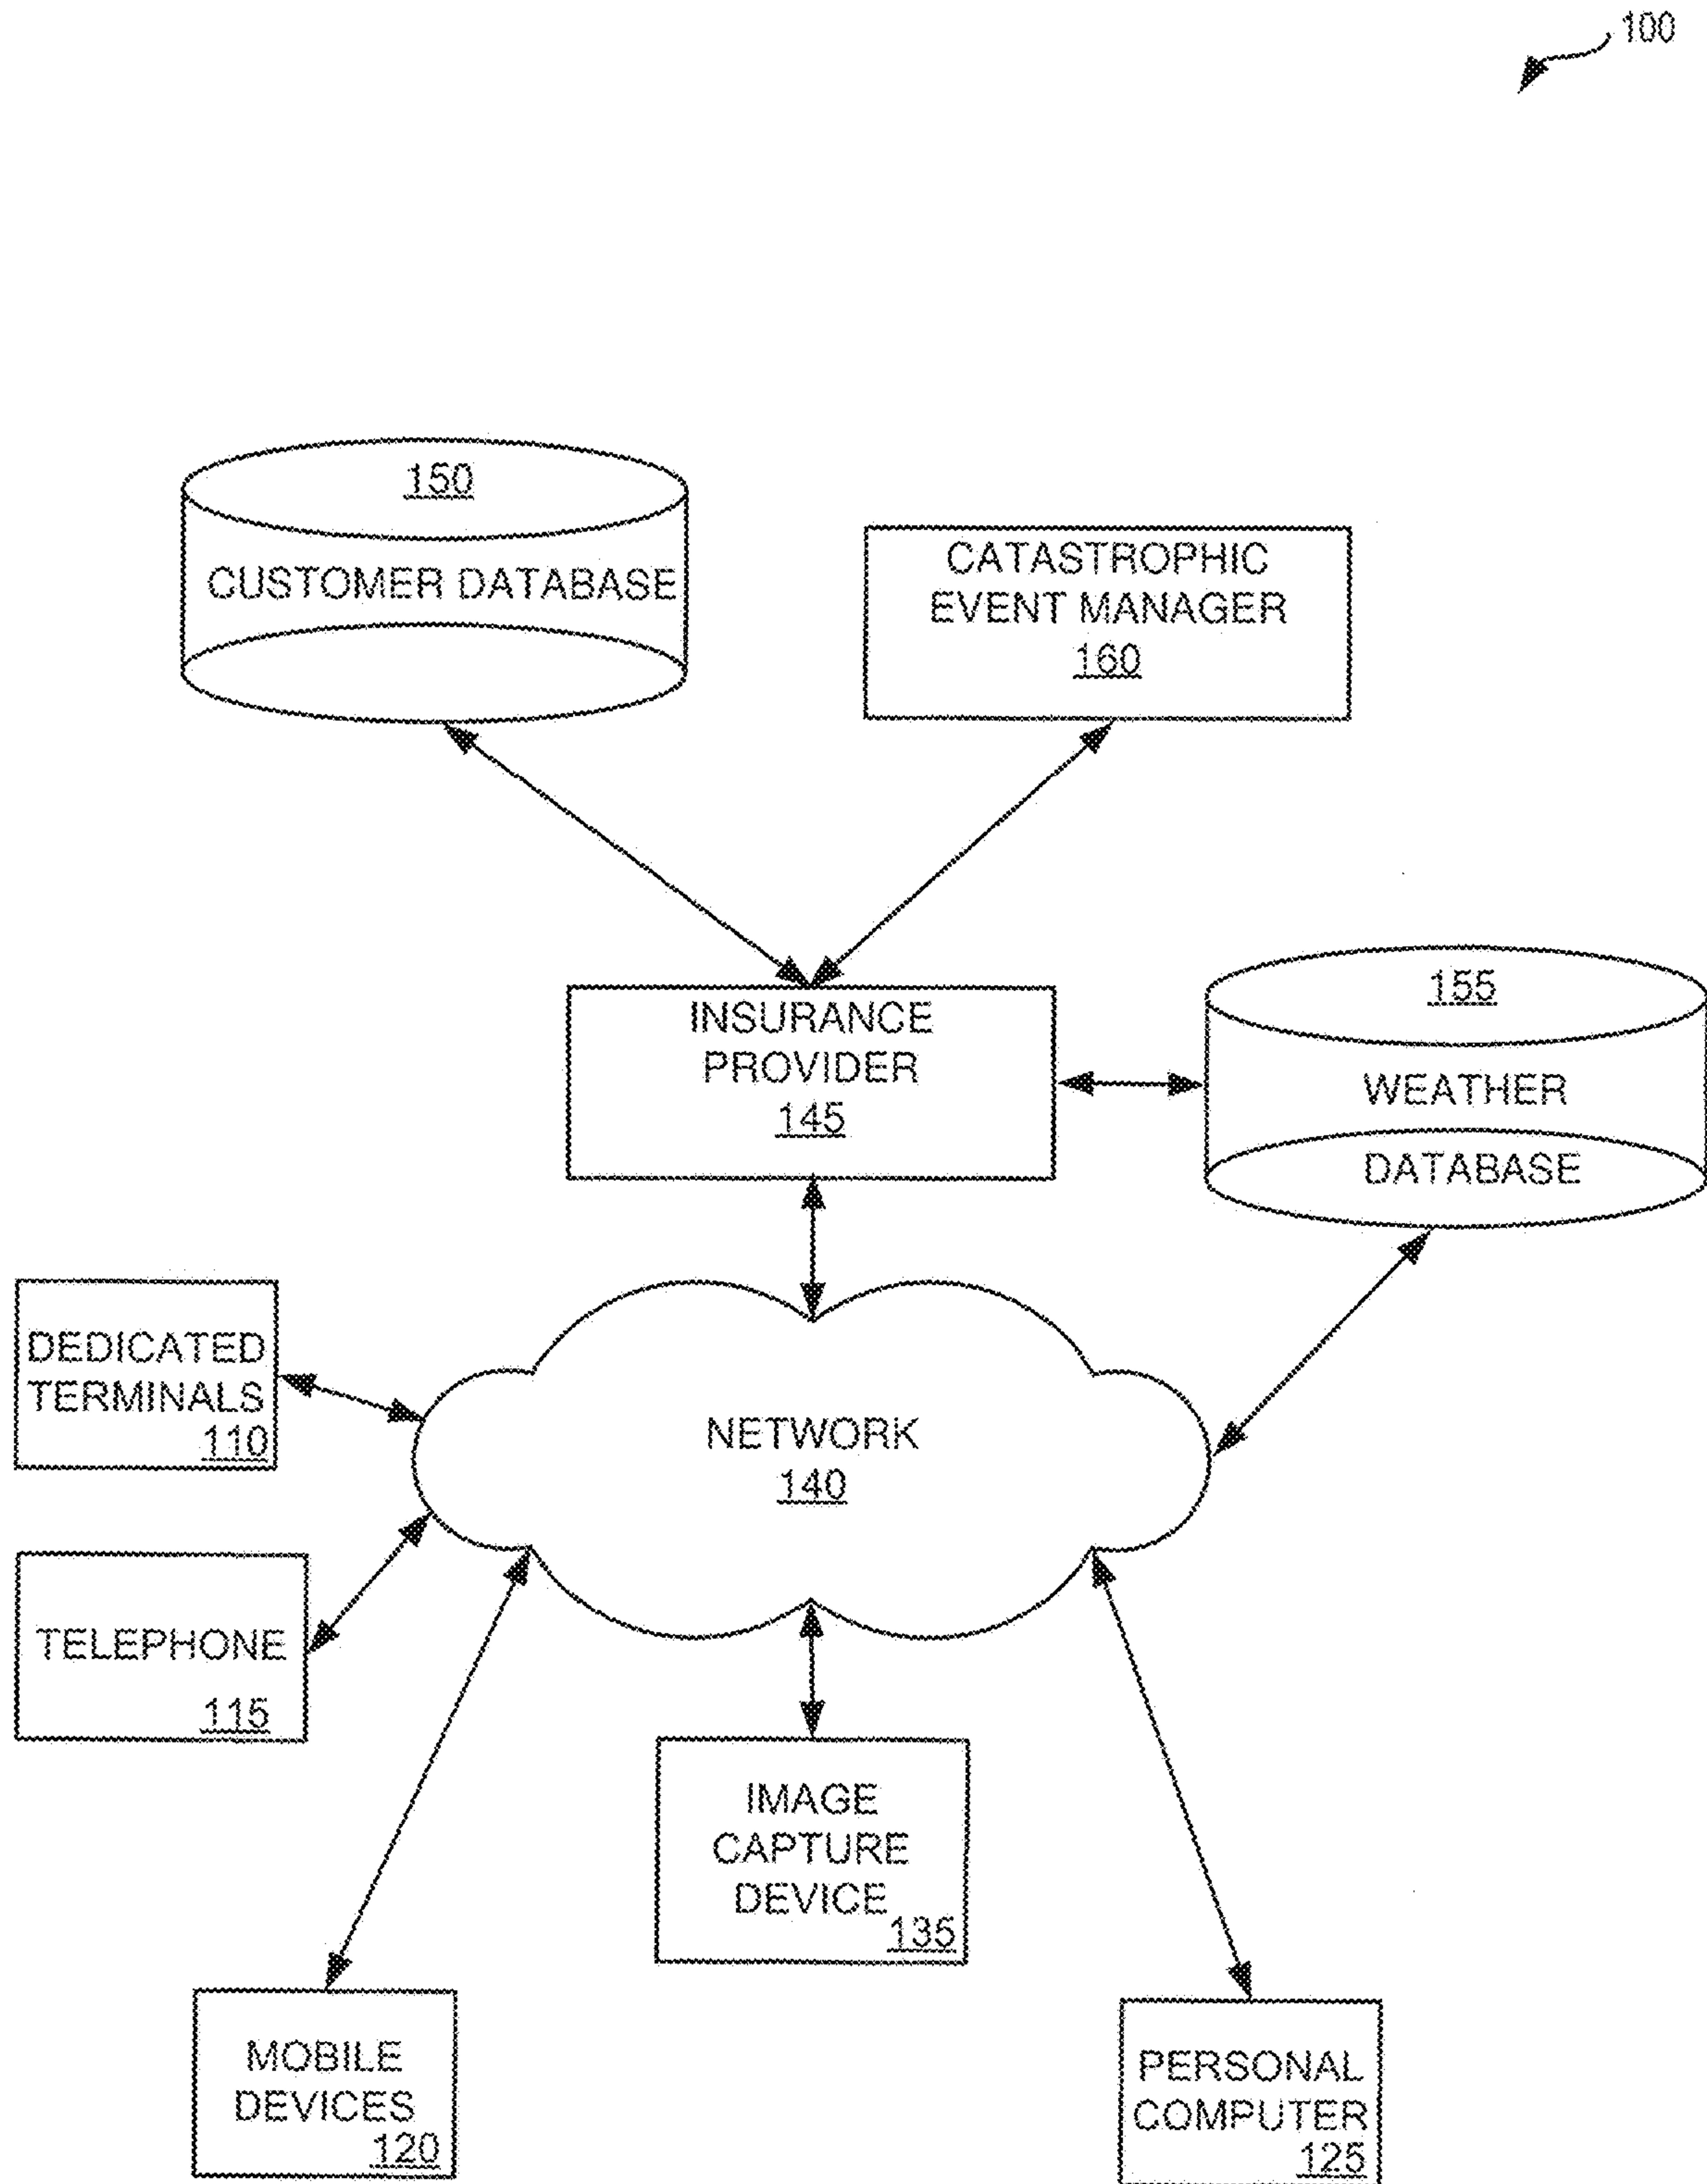 100
150
CUSTOMER DATABASE
CATASTROPHIC
EVENT MANAGER
160
INSURANCE
PROVIDER
145
155
WEATHER
DATABASE
DEDICATED
TERMINALS
110
NETWORK
140
TELEPHONE
115
IMAGE
CAPTURE
DEVICE
135
MOBILE
DEVICES
120
PERSONAL
COMPUTER
125